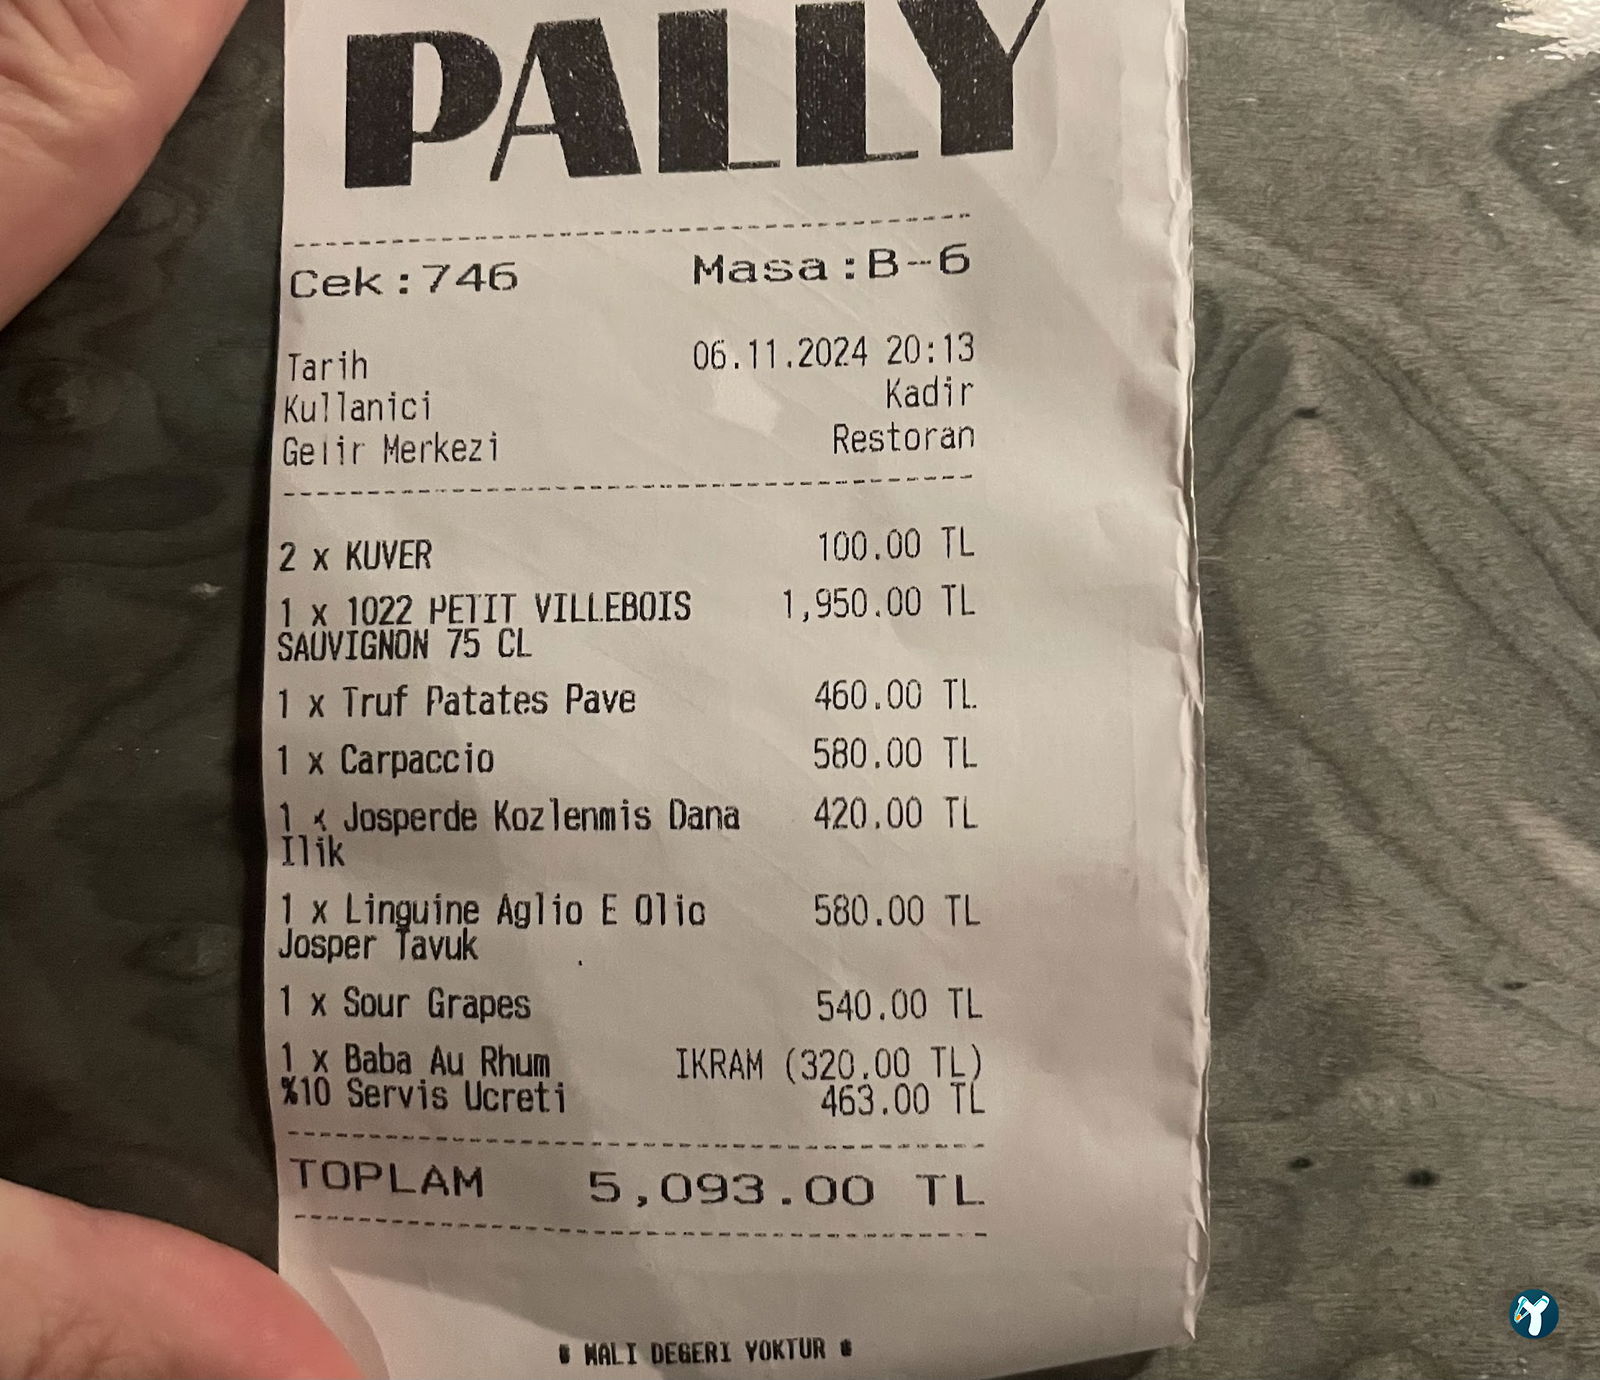 PALLY
Cek:746 Masa:B-6
Tarih 06.11.2024 20:13
Kullanici Kadir
Gelir Merkezi Restoran
2 x KUVER 100.00 TL
1 x 1022 PETIT VILLEBOIS 1,950.00 TL
SAUVIGNON 75 CL
1 x Truf Patates Pave 460.00 TL
1 x Carpaccio 580.00 TL
1 x Josperde Kozlenmis Dana 420.00 TL
Ilik
1 x Linguine Aglio E Olio 580.00 TL
Josper Tavuk
1 x Sour Grapes 540.00 TL
1 x Baba Au Rhum IKRAM (320.00 TL)
%10 Servis Ucreti 463.00 TL
TOPLAM 5,093.00 TL
* MALI DEGERI YOKTUR *